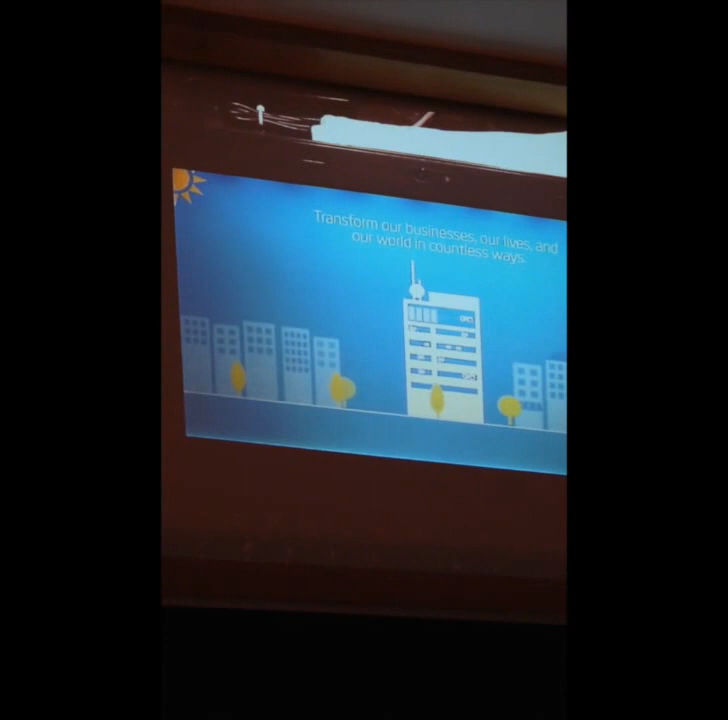 Transform our businesses, our lives, and
our world in countless ways.